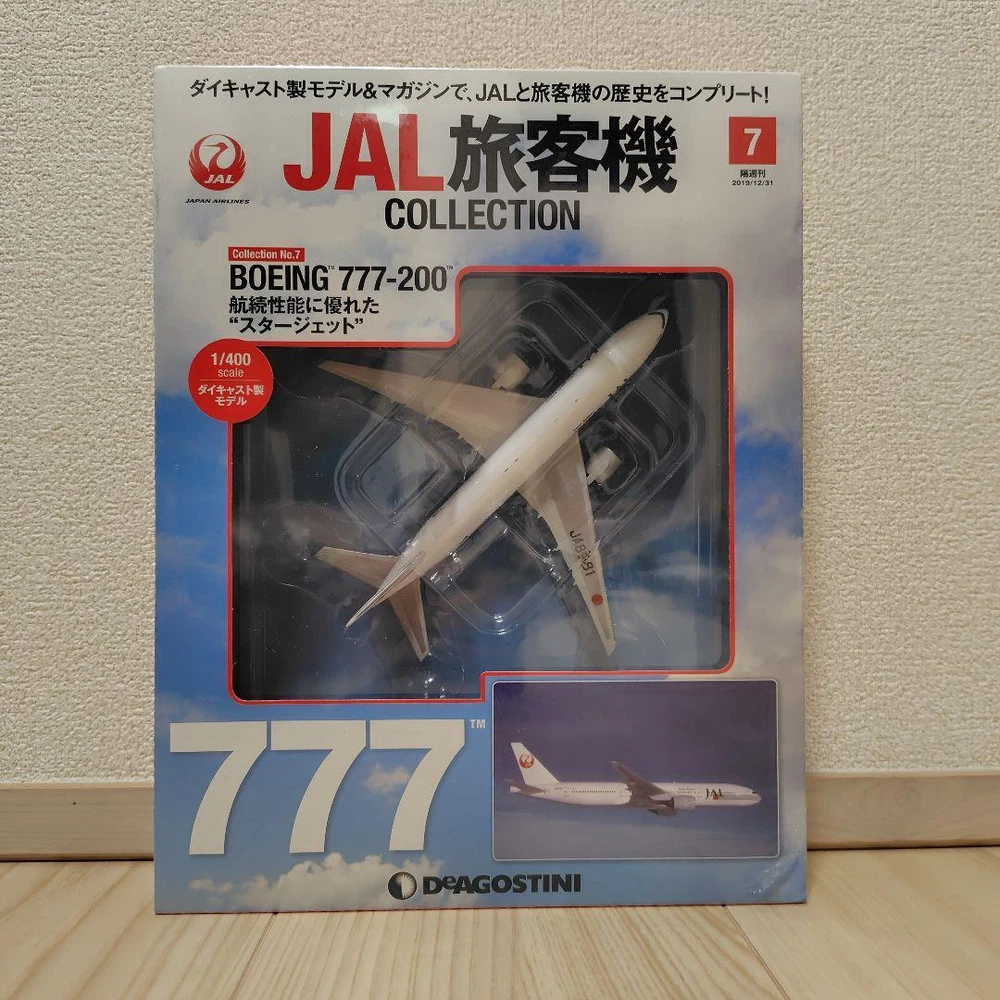 ダイキャスト製モデル&マガジンで、JALと旅客機の歴史をコンプリート!
JAL
JAPAN AIRLINES
JAL旅客機
COLLECTION
7
隔週刊
2019/12/31
Collection No.7
BOEING™ 777-200™
航続性能に優れた
“スタージェット”
1/400
scale
ダイキャスト製
モデル
777™
JAL
DeAGOSTINI